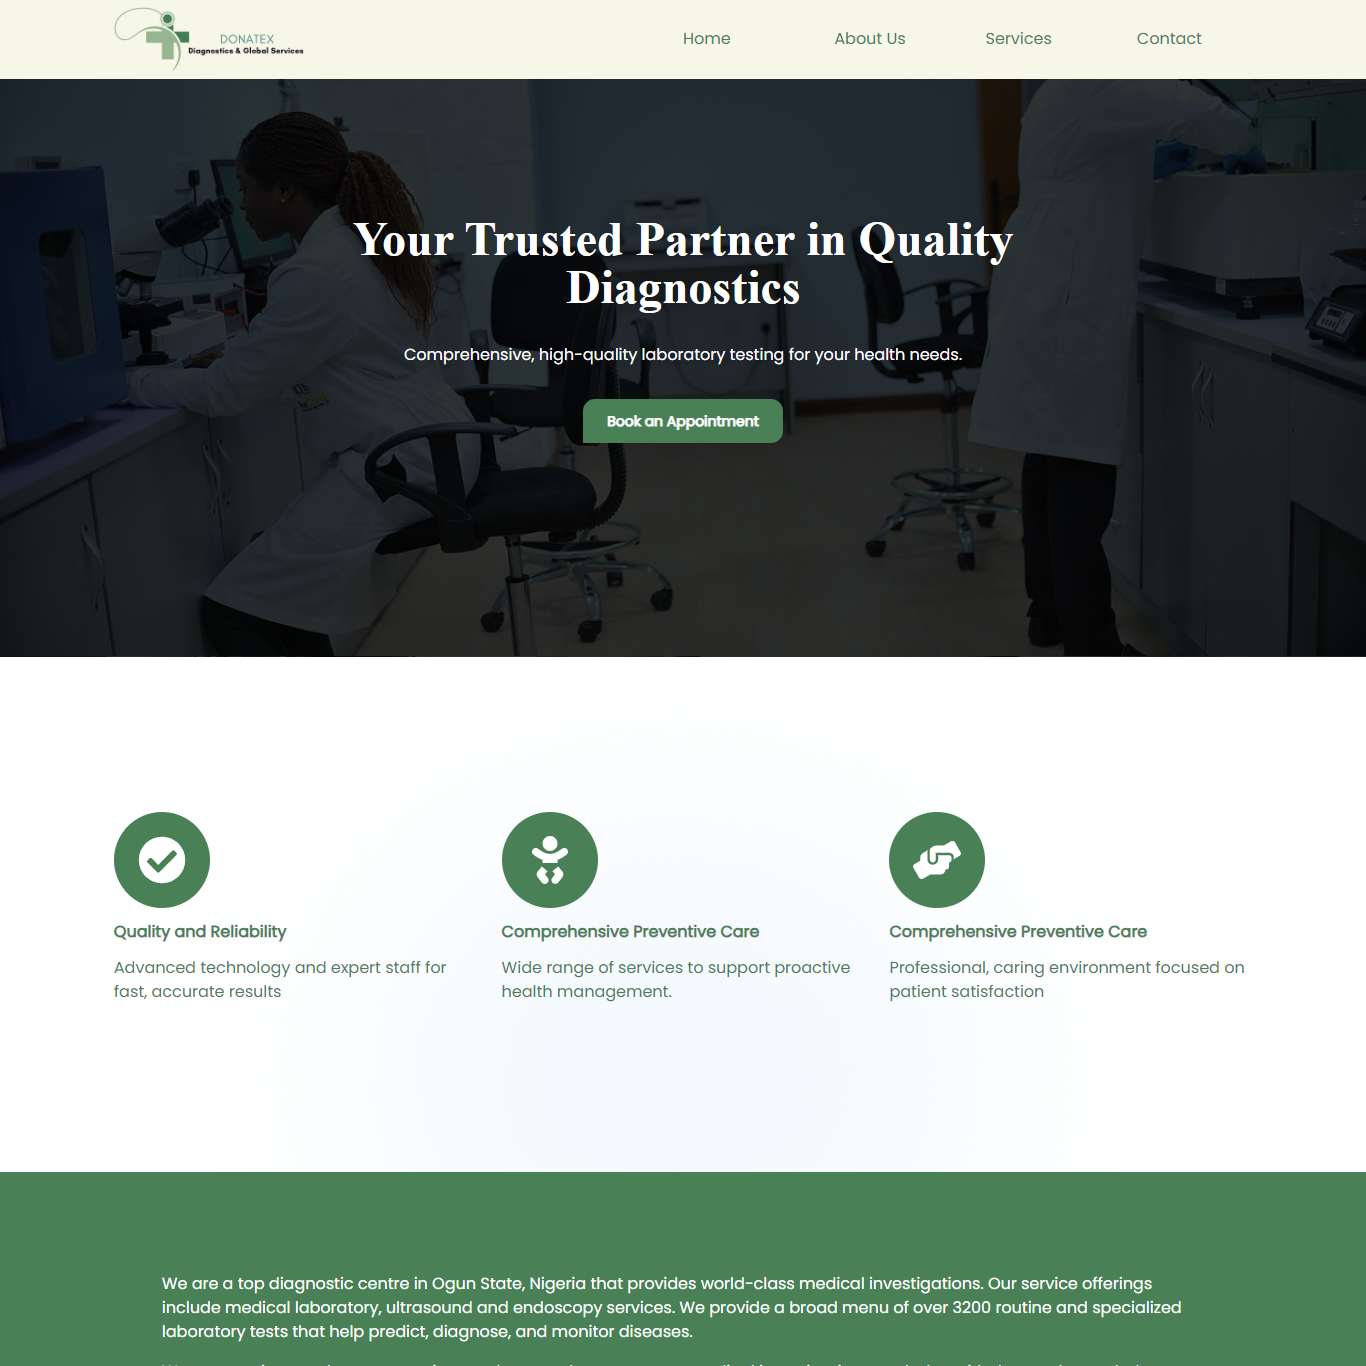 DONATEX
Diagnostics & Global Services
Home
About Us
Services
Contact
Your Trusted Partner in Quality
Diagnostics
Comprehensive, high-quality laboratory testing for your health needs.
Book an Appointment
Quality and Reliability
Advanced technology and expert staff for
fast, accurate results
Comprehensive Preventive Care
Wide range of services to support proactive
health management.
Comprehensive Preventive Care
Professional, caring environment focused on
patient satisfaction
We are a top diagnostic centre in Ogun State, Nigeria that provides world-class medical investigations. Our service offerings
include medical laboratory, ultrasound and endoscopy services. We provide a broad menu of over 3200 routine and specialized
laboratory tests that help predict, diagnose, and monitor diseases.